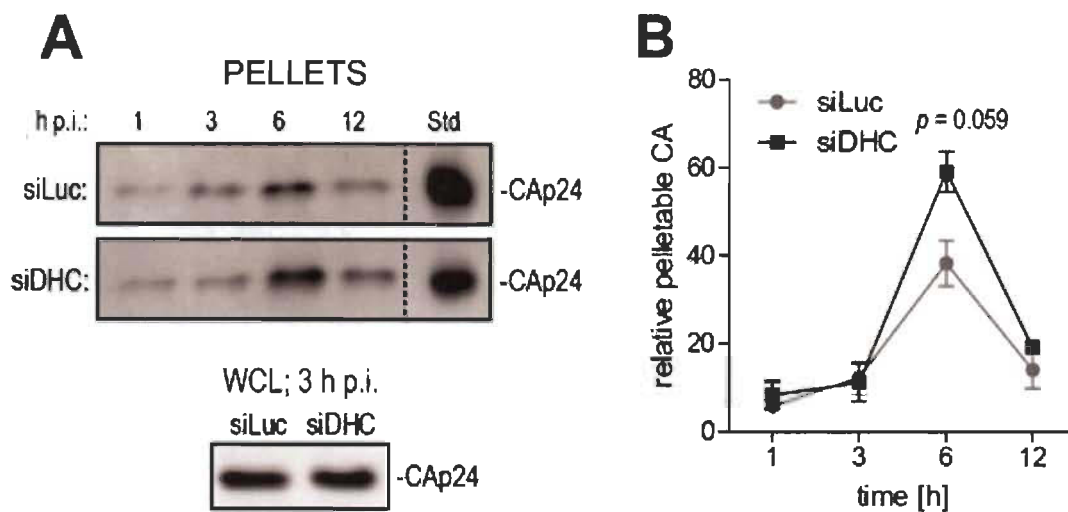 A
PELLETS
h p.i.: 1 3 6 12 Std
siLuc: -CAp24
siDHC: -CAp24
WCL; 3 h p.i.
siLuc siDHC
-CAp24
B
80
60
40
20
0
relative pelletable CA
siLuc
siDHC
p = 0.059
1 3 6 12
time [h]